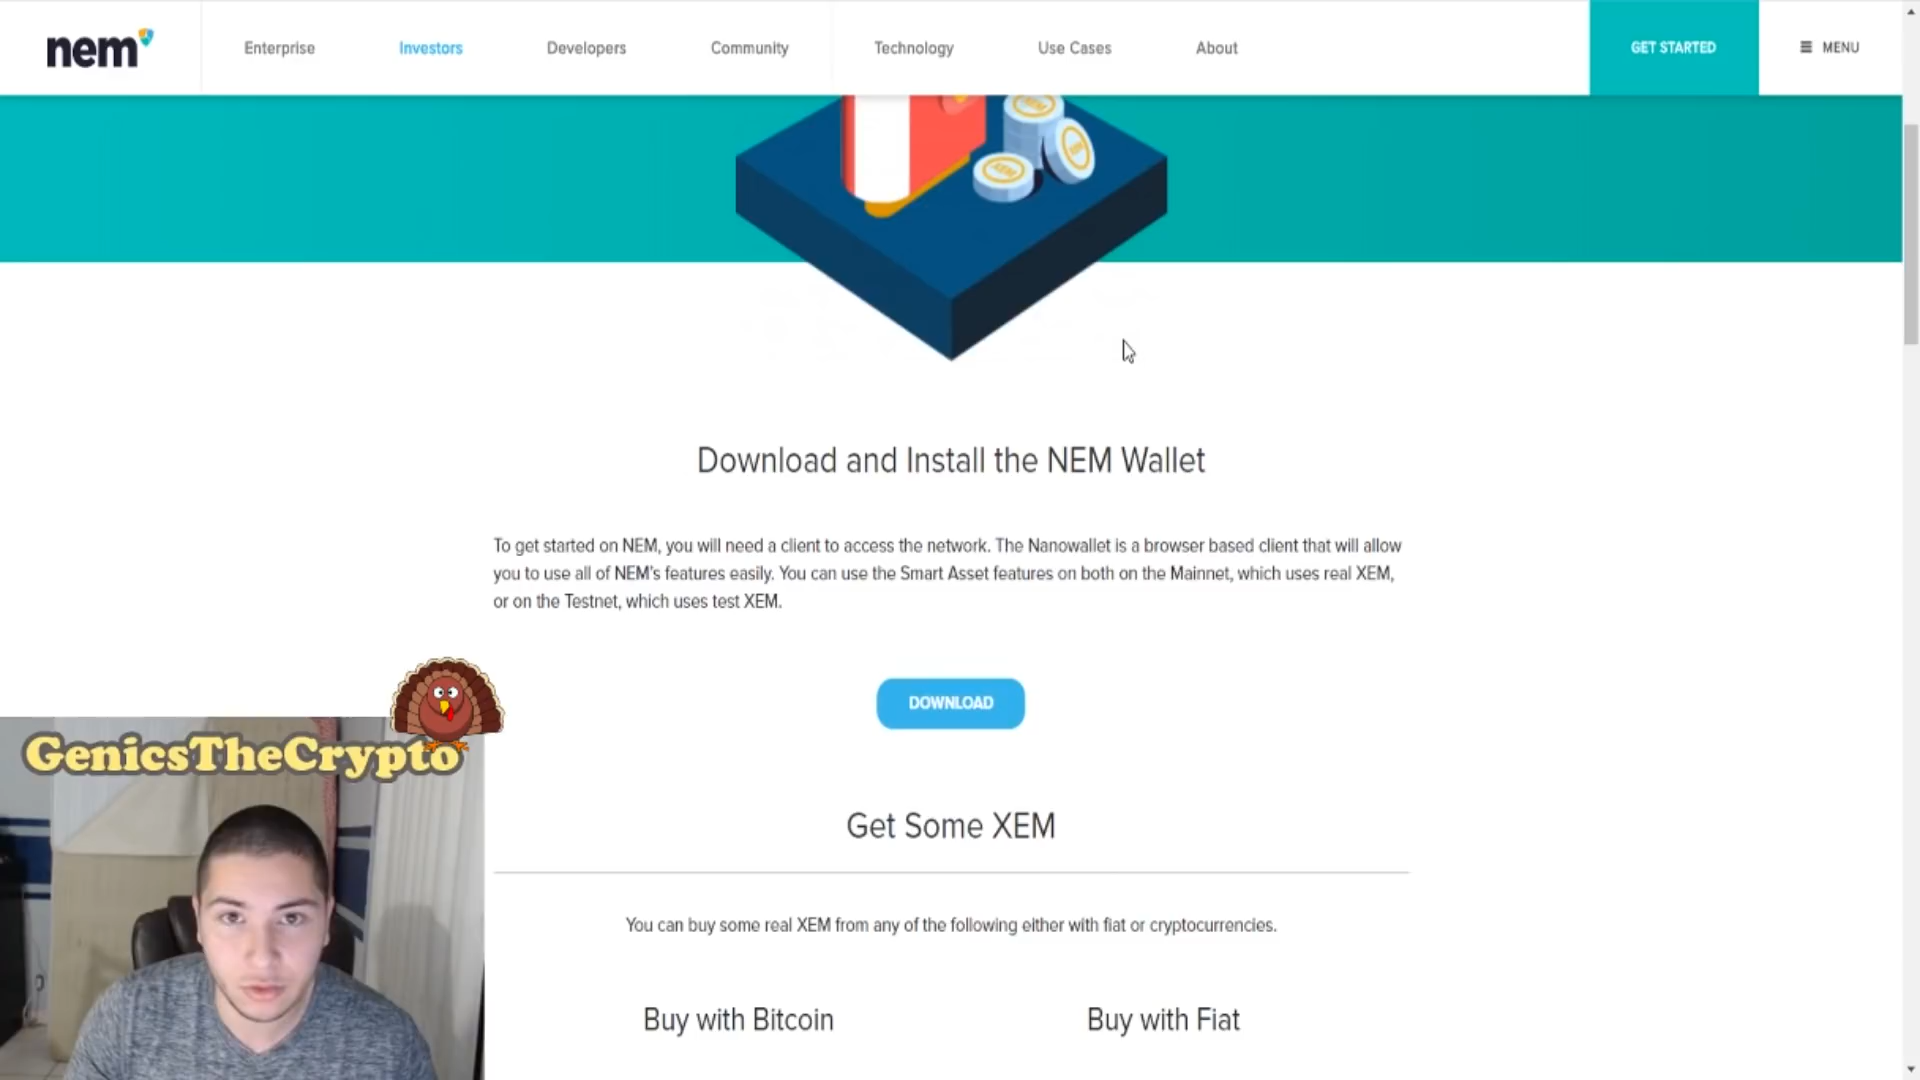 nem
Enterprise
Investors
Developers
Community
Technology
Use Cases
About
GET STARTED
MENU
XEM
Download and Install the NEM Wallet
To get started on NEM, you will need a client to access the network. The Nanowallet is a browser based client that will allow
you to use all of NEM's features easily. You can use the Smart Asset features on both on the Mainnet, which uses real XEM,
or on the Testnet, which uses test XEM.
DOWNLOAD
GenicsTheCrypto
Get Some XEM
You can buy some real XEM from any of the following either with fiat or cryptocurrencies.
Buy with Bitcoin
Buy with Fiat